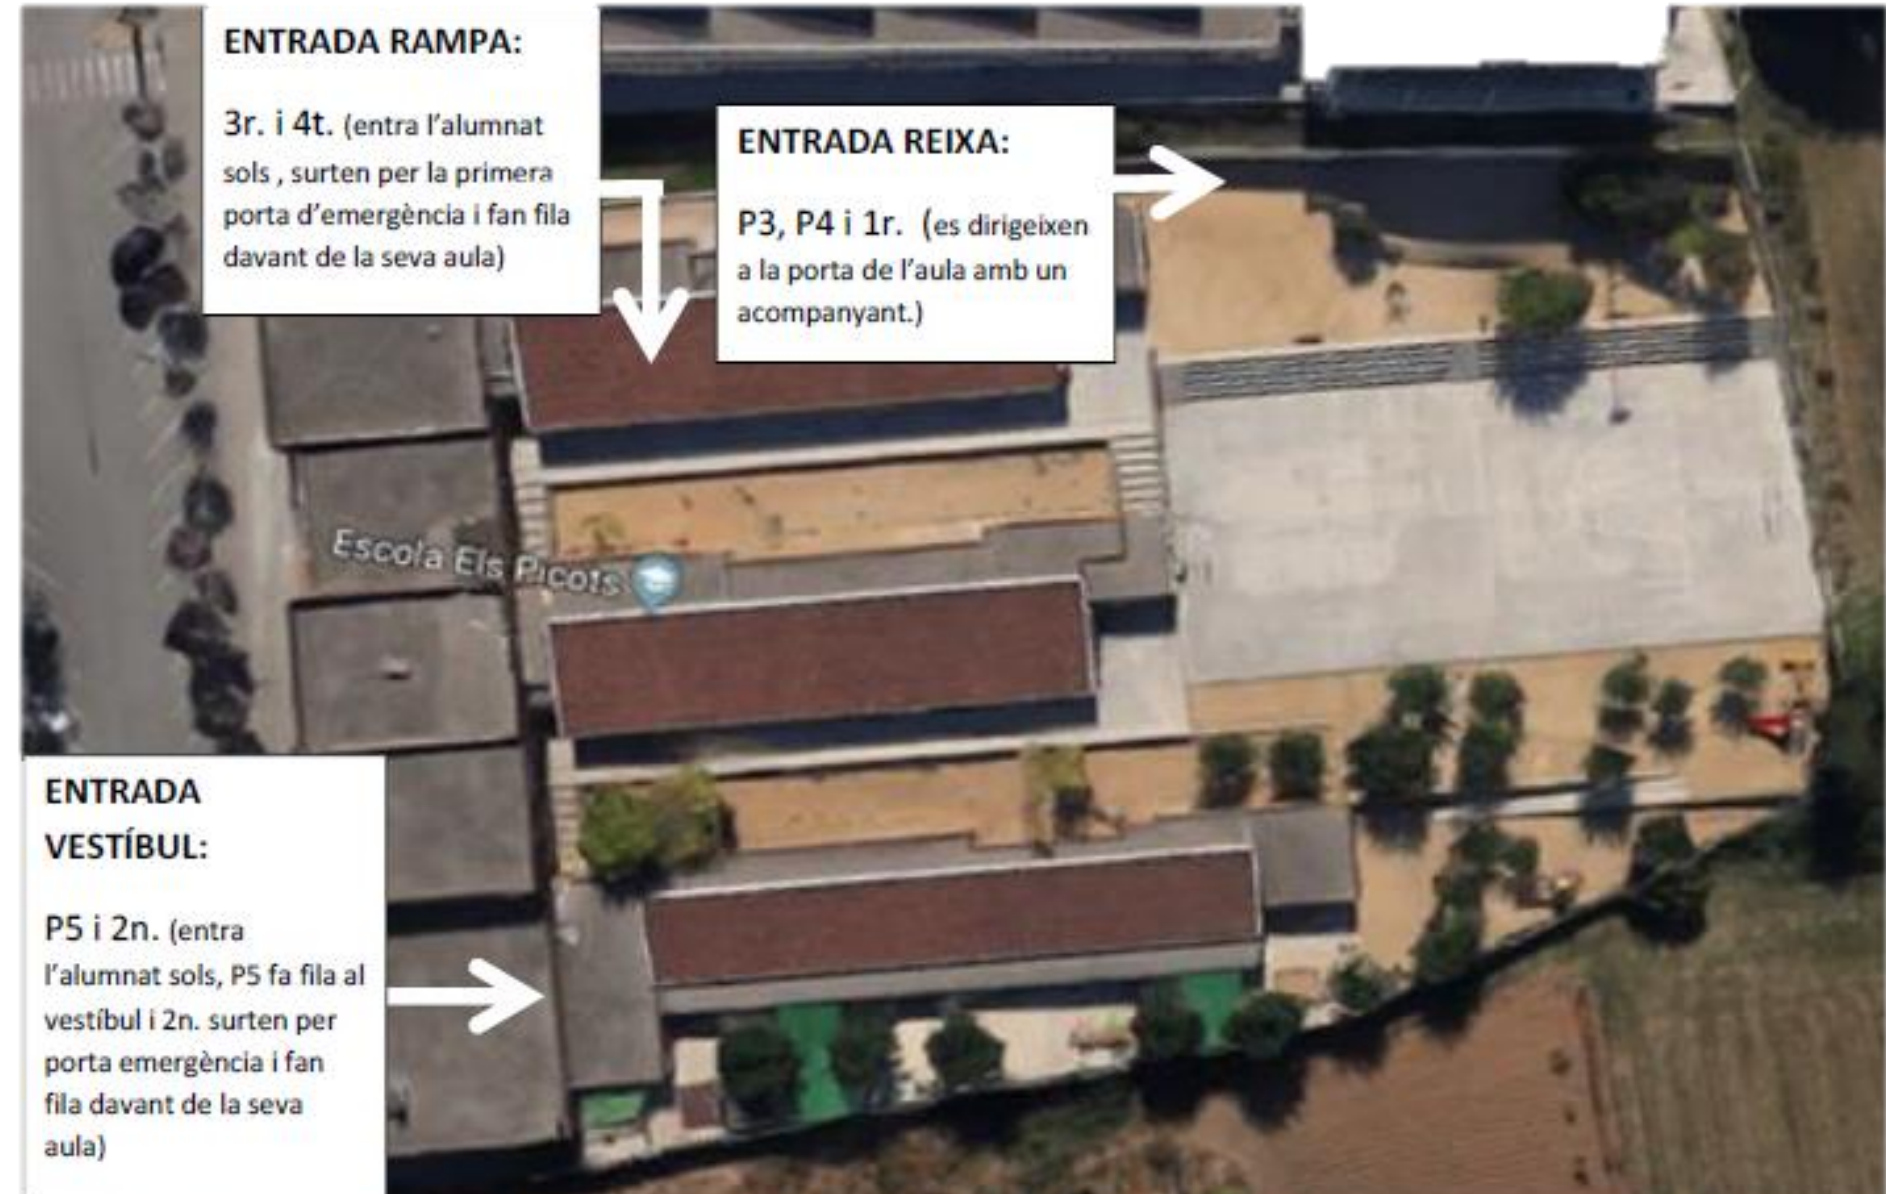 ENTRADA RAMPA:
3r. i 4t. (entra l'alumnat
sols , surten per la primera
porta d'emergència i fan fila
davant de la seva aula)
ENTRADA REIXA:
P3, P4 i 1r. (es dirigeixen
a la porta de l'aula amb un
acompanyant.)
Escola Els Picots
ENTRADA
VESTÍBUL:
P5 i 2n. (entra
l'alumnat sols, P5 fa fila al
vestíbul i 2n. surten per
porta emergència i fan
fila davant de la seva
aula)